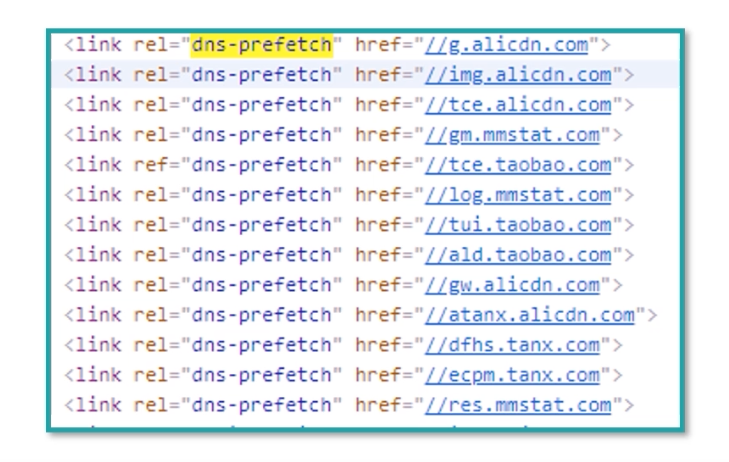 <link rel="dns-prefetch" href="//g.alicdn.com">
<link rel="dns-prefetch" href="//img.alicdn.com">
<link rel="dns-prefetch" href="//tce.alicdn.com">
<link rel="dns-prefetch" href="//gm.mmstat.com">
<link ref="dns-prefetch" href="//tce.taobao.com">
<link rel="dns-prefetch" href="//log.mmstat.com">
<link rel="dns-prefetch" href="//tui.taobao.com">
<link rel="dns-prefetch" href="//ald.taobao.com">
<link rel="dns-prefetch" href="//gw.alicdn.com">
<link rel="dns-prefetch" href="//atanx.alicdn.com">
<link rel="dns-prefetch" href="//dfhs.tanx.com">
<link rel="dns-prefetch" href="//ecpm.tanx.com">
<link rel="dns-prefetch" href="//res.mmstat.com">